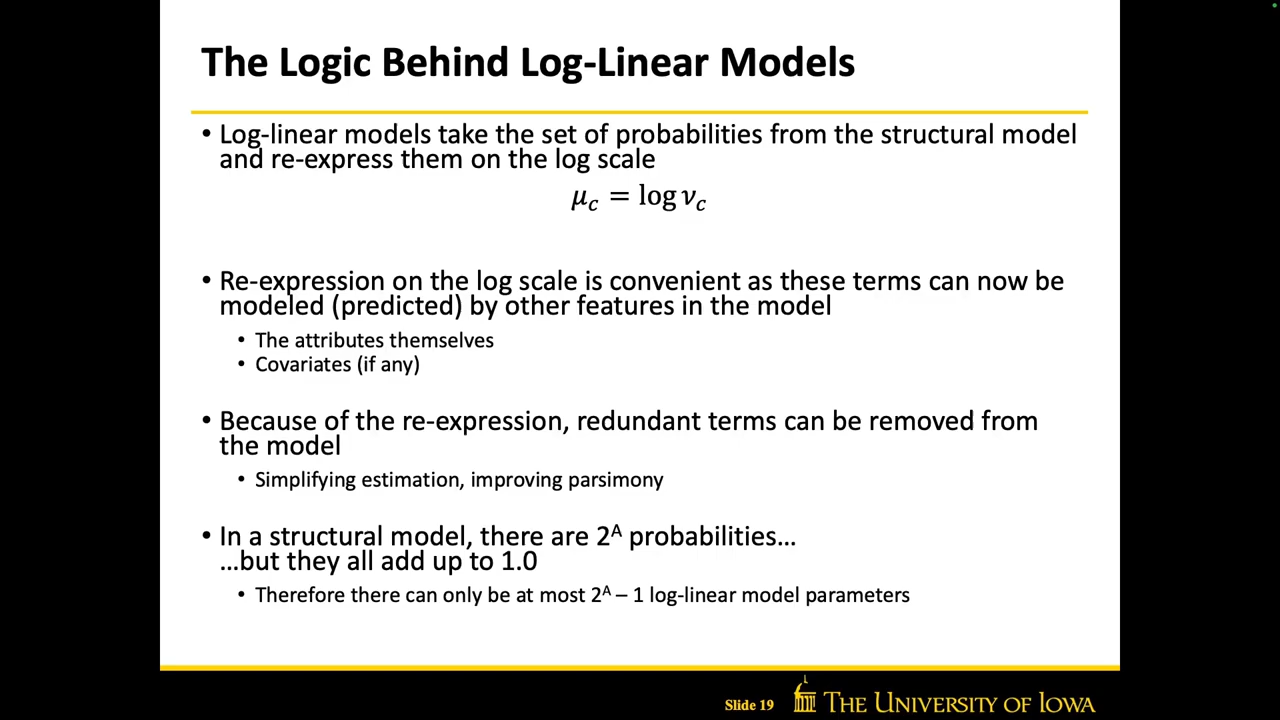 The Logic Behind Log-Linear Models
• Log-linear models take the set of probabilities from the structural model
and re-express them on the log scale
μ_c = log ν_c
• Re-expression on the log scale is convenient as these terms can now be
modeled (predicted) by other features in the model
• The attributes themselves
• Covariates (if any)
• Because of the re-expression, redundant terms can be removed from
the model
• Simplifying estimation, improving parsimony
• In a structural model, there are 2^A probabilities...
...but they all add up to 1.0
• Therefore there can only be at most 2^A – 1 log-linear model parameters
Slide 19
THE UNIVERSITY OF IOWA